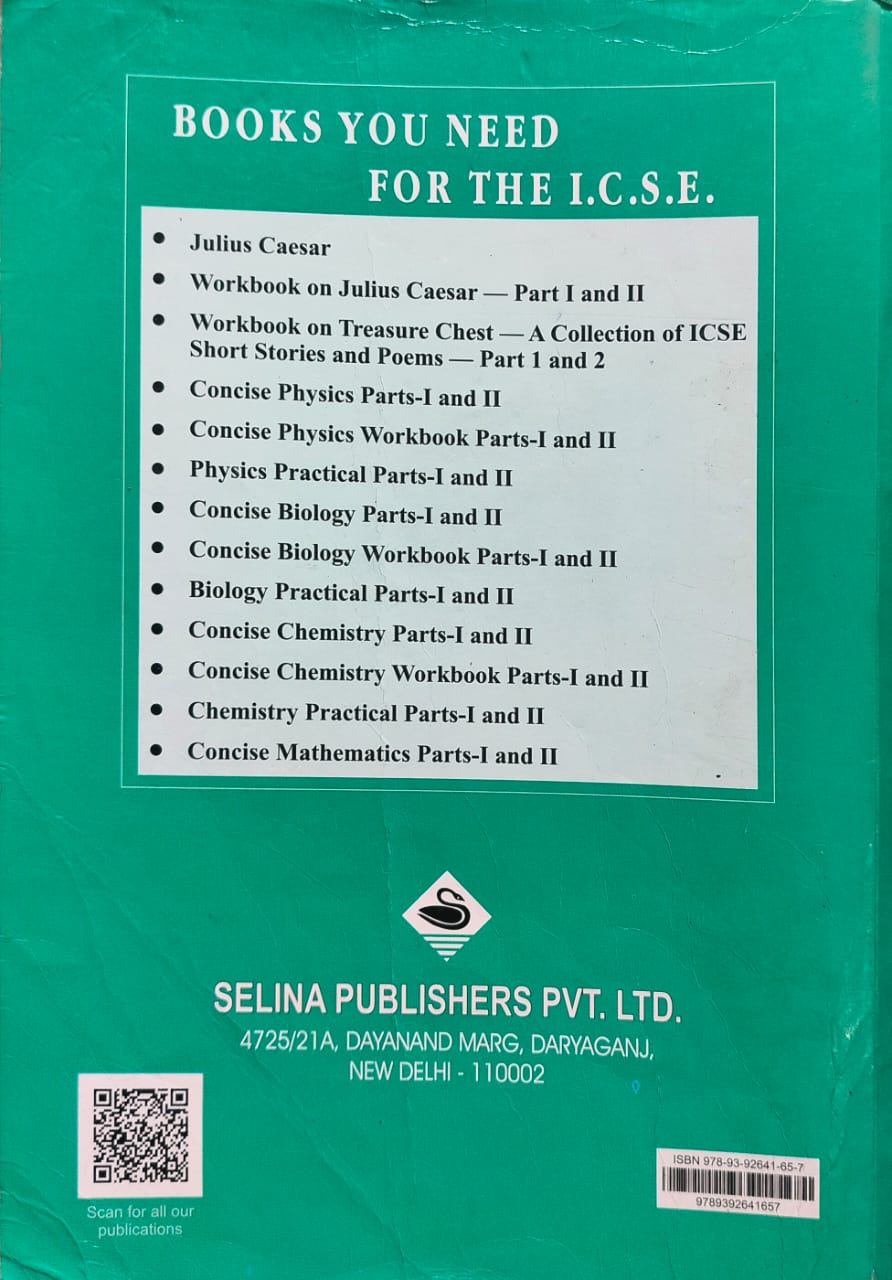 BOOKS YOU NEED
FOR THE I.C.S.E.
• Julius Caesar
• Workbook on Julius Caesar — Part I and II
• Workbook on Treasure Chest — A Collection of ICSE
Short Stories and Poems — Part 1 and 2
• Concise Physics Parts-I and II
• Concise Physics Workbook Parts-I and II
• Physics Practical Parts-I and II
• Concise Biology Parts-I and II
• Concise Biology Workbook Parts-I and II
• Biology Practical Parts-I and II
• Concise Chemistry Parts-I and II
• Concise Chemistry Workbook Parts-I and II
• Chemistry Practical Parts-I and II
• Concise Mathematics Parts-I and II
SELINA PUBLISHERS PVT. LTD.
4725/21A, DAYANAND MARG, DARYAGANJ,
NEW DELHI - 110002
Scan for all our
publications
ISBN 978-93-92641-65-7
9789392641657